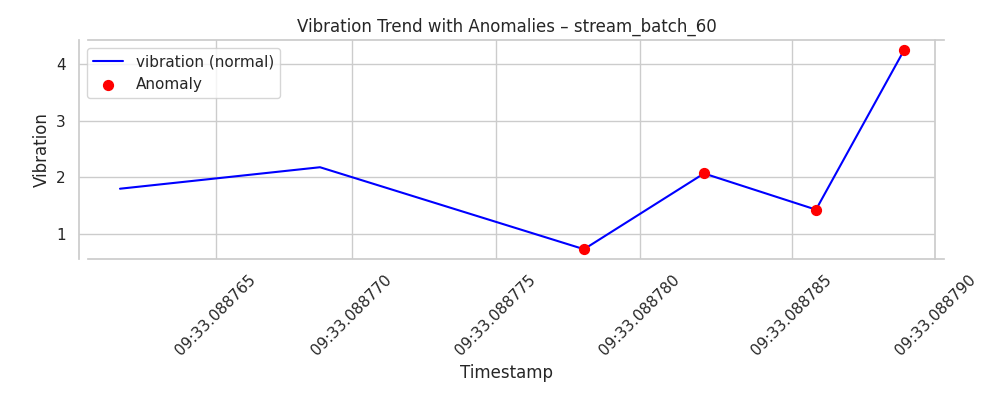 Vibration Trend with Anomalies – stream_batch_60
vibration (normal)
Anomaly
Vibration
4
3
2
1
09:33.088765
09:33.088770
09:33.088775
09:33.088780
09:33.088785
09:33.088790
Timestamp